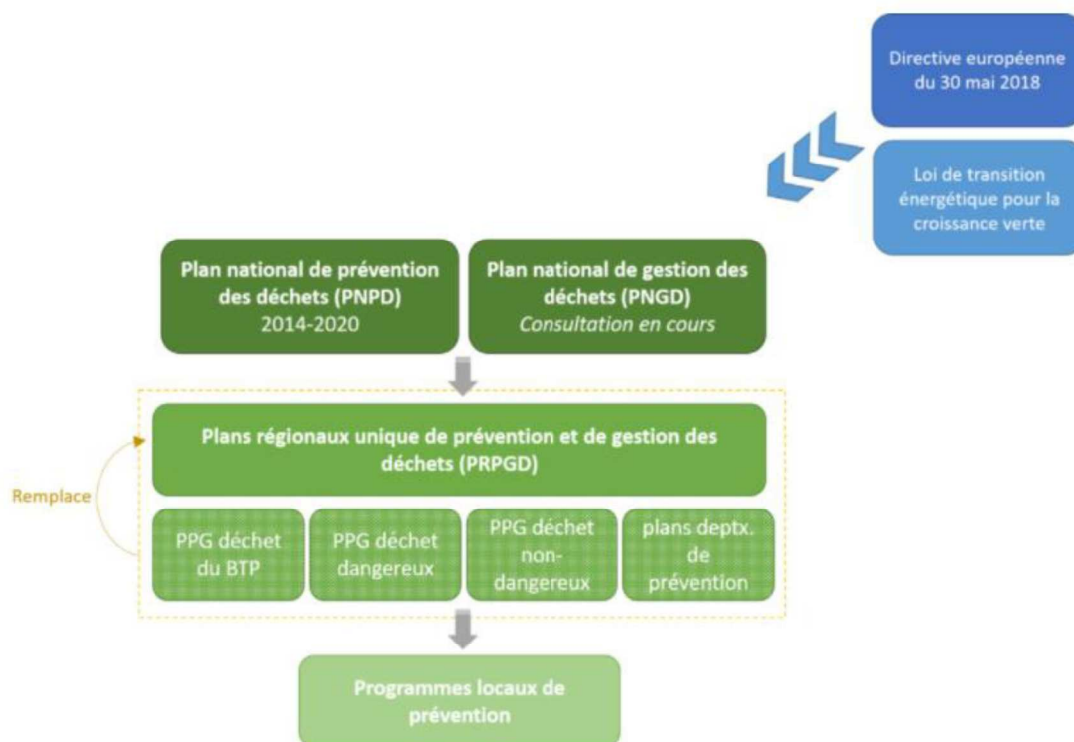 Directive européenne
du 30 mai 2018
Loi de transition
énergétique pour la
croissance verte
Plan national de prévention
des déchets (PNPD)
2014-2020
Plan national de gestion des
déchets (PNGD)
Consultation en cours
Plans régionaux unique de prévention et de gestion des
déchets (PRPGD)
Remplace
PPG déchet
du BTP
PPG déchet
dangereux
PPG déchet
non-
dangereux
plans deptx.
de
prévention
Programmes locaux de
prévention